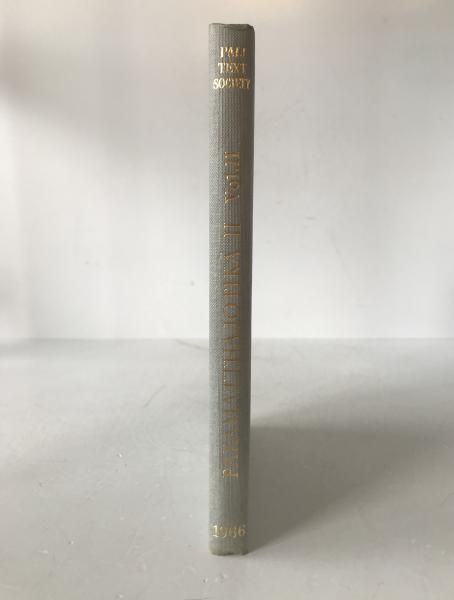 PALI
TEXT
SOCIETY
PARAMATTHAJOTIKA II Vol.II
1966